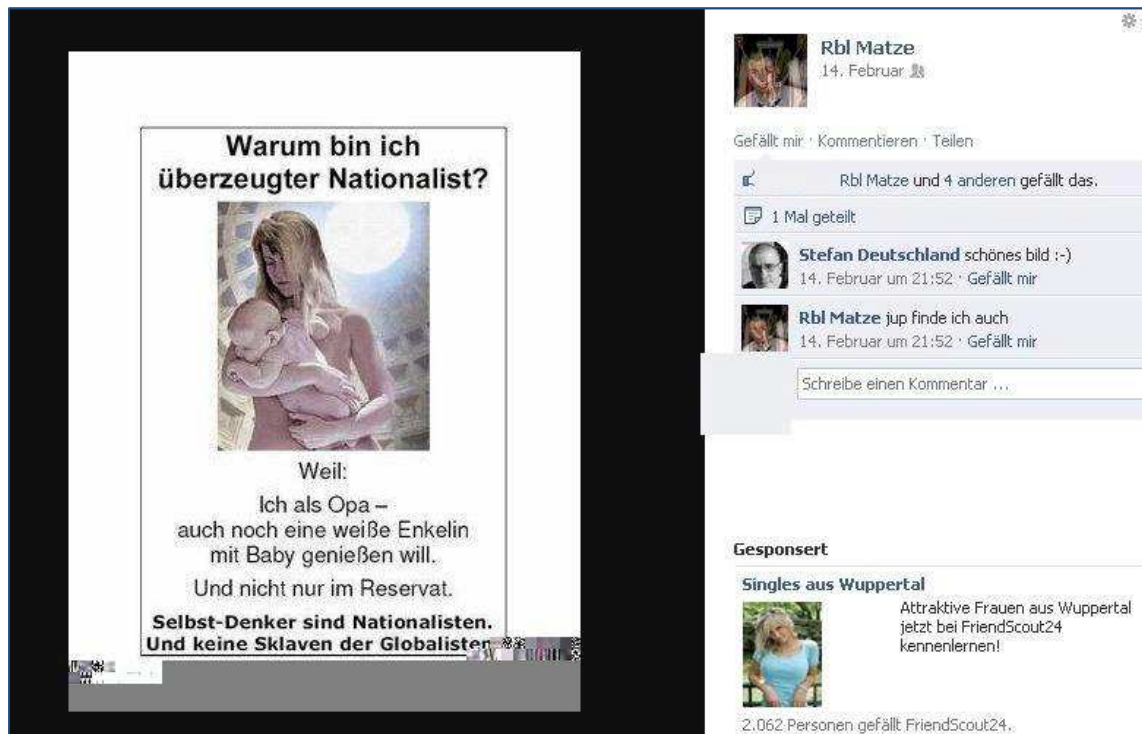 Warum bin ich
überzeugter Nationalist?
Weil:
Ich als Opa –
auch noch eine weiße Enkelin
mit Baby genießen will.
Und nicht nur im Reservat.
Selbst-Denker sind Nationalisten.
Und keine Sklaven der Globalisten
Rbl Matze
14. Februar
Gefällt mir · Kommentieren · Teilen
Rbl Matze und 4 anderen gefällt das.
1 Mal geteilt
Stefan Deutschland schönes bild :-)
14. Februar um 21:52 · Gefällt mir
Rbl Matze jup finde ich auch
14. Februar um 21:52 · Gefällt mir
Schreibe einen Kommentar ...
Gesponsert
Singles aus Wuppertal
Attraktive Frauen aus Wuppertal
jetzt bei FriendScout24
kennenlernen!
2.062 Personen gefällt FriendScout24.